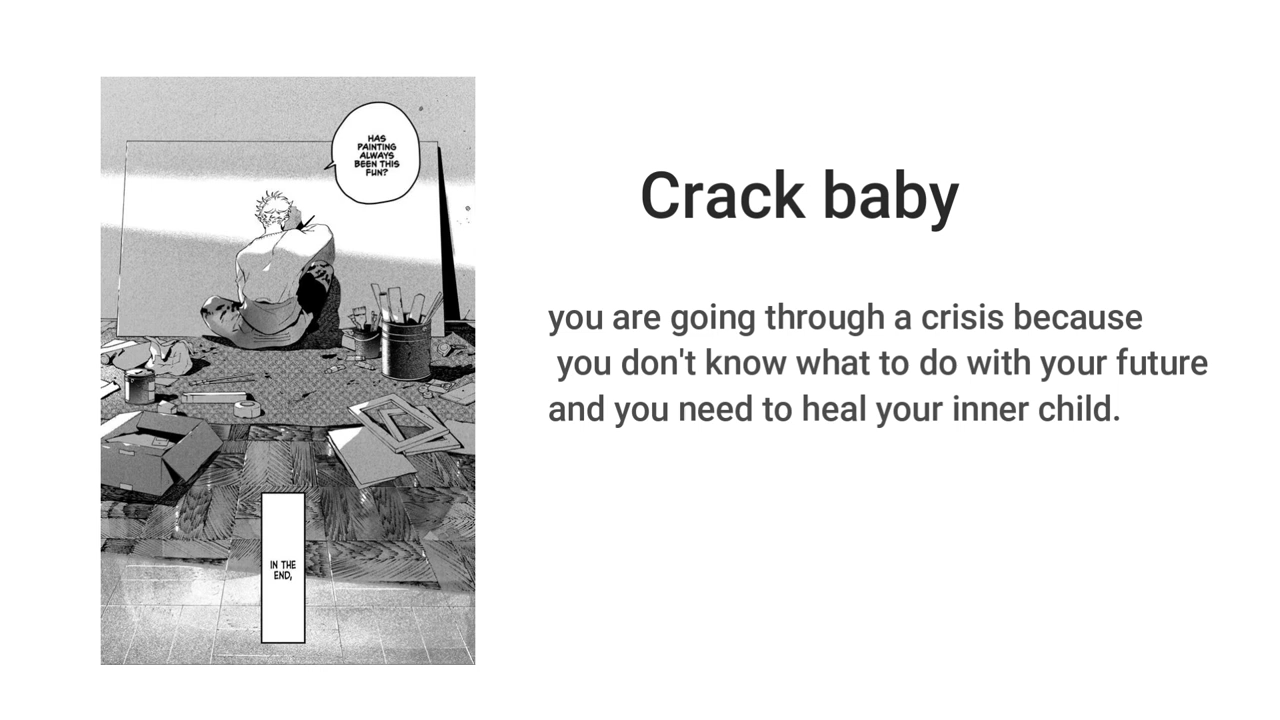 HAS
PAINTING
ALWAYS
BEEN THIS
FUN?
IN THE
END,
Crack baby
you are going through a crisis because
you don't know what to do with your future
and you need to heal your inner child.